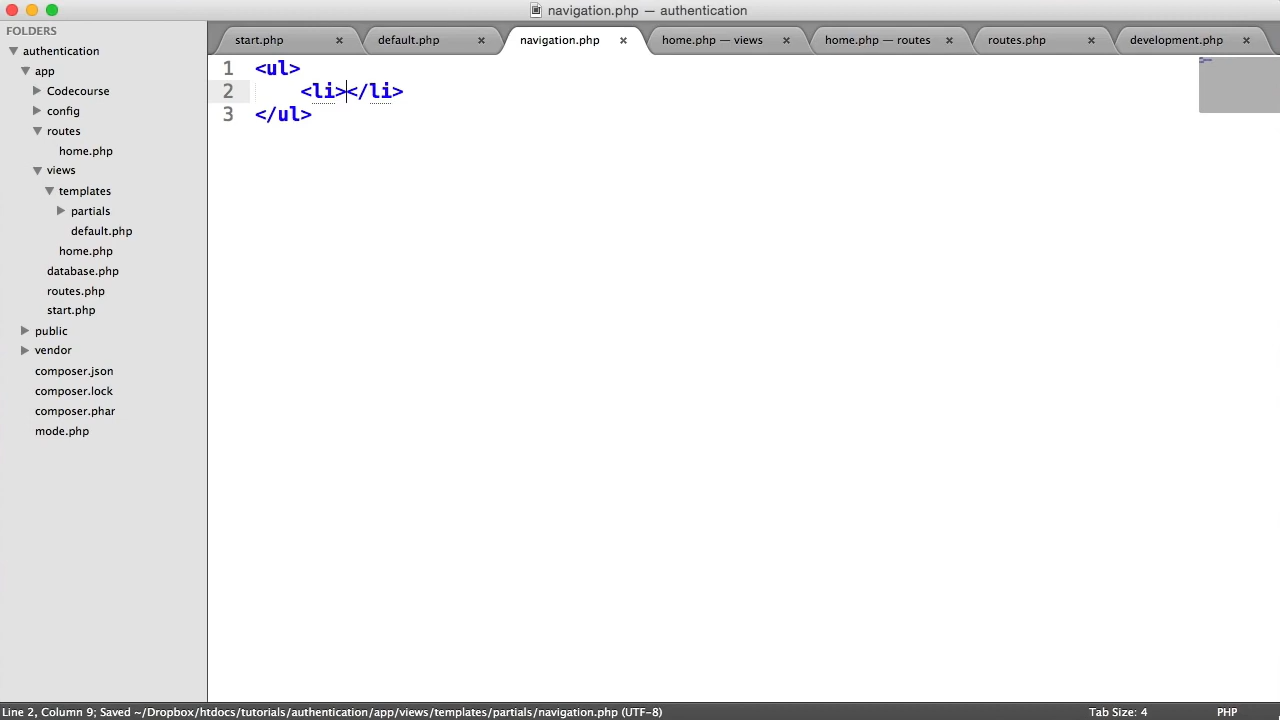 navigation.php — authentication
FOLDERS
authentication
app
Codecourse
config
routes
home.php
views
templates
partials
default.php
home.php
database.php
routes.php
start.php
public
vendor
composer.json
composer.lock
composer.phar
mode.php
start.php × default.php × navigation.php × home.php — views × home.php — routes × routes.php × development.php ×
1 <ul>
2 <li></li>
3 </ul>
Line 2, Column 9; Saved ~/Dropbox/htdocs/tutorials/authentication/app/views/templates/partials/navigation.php (UTF-8) Tab Size: 4 PHP